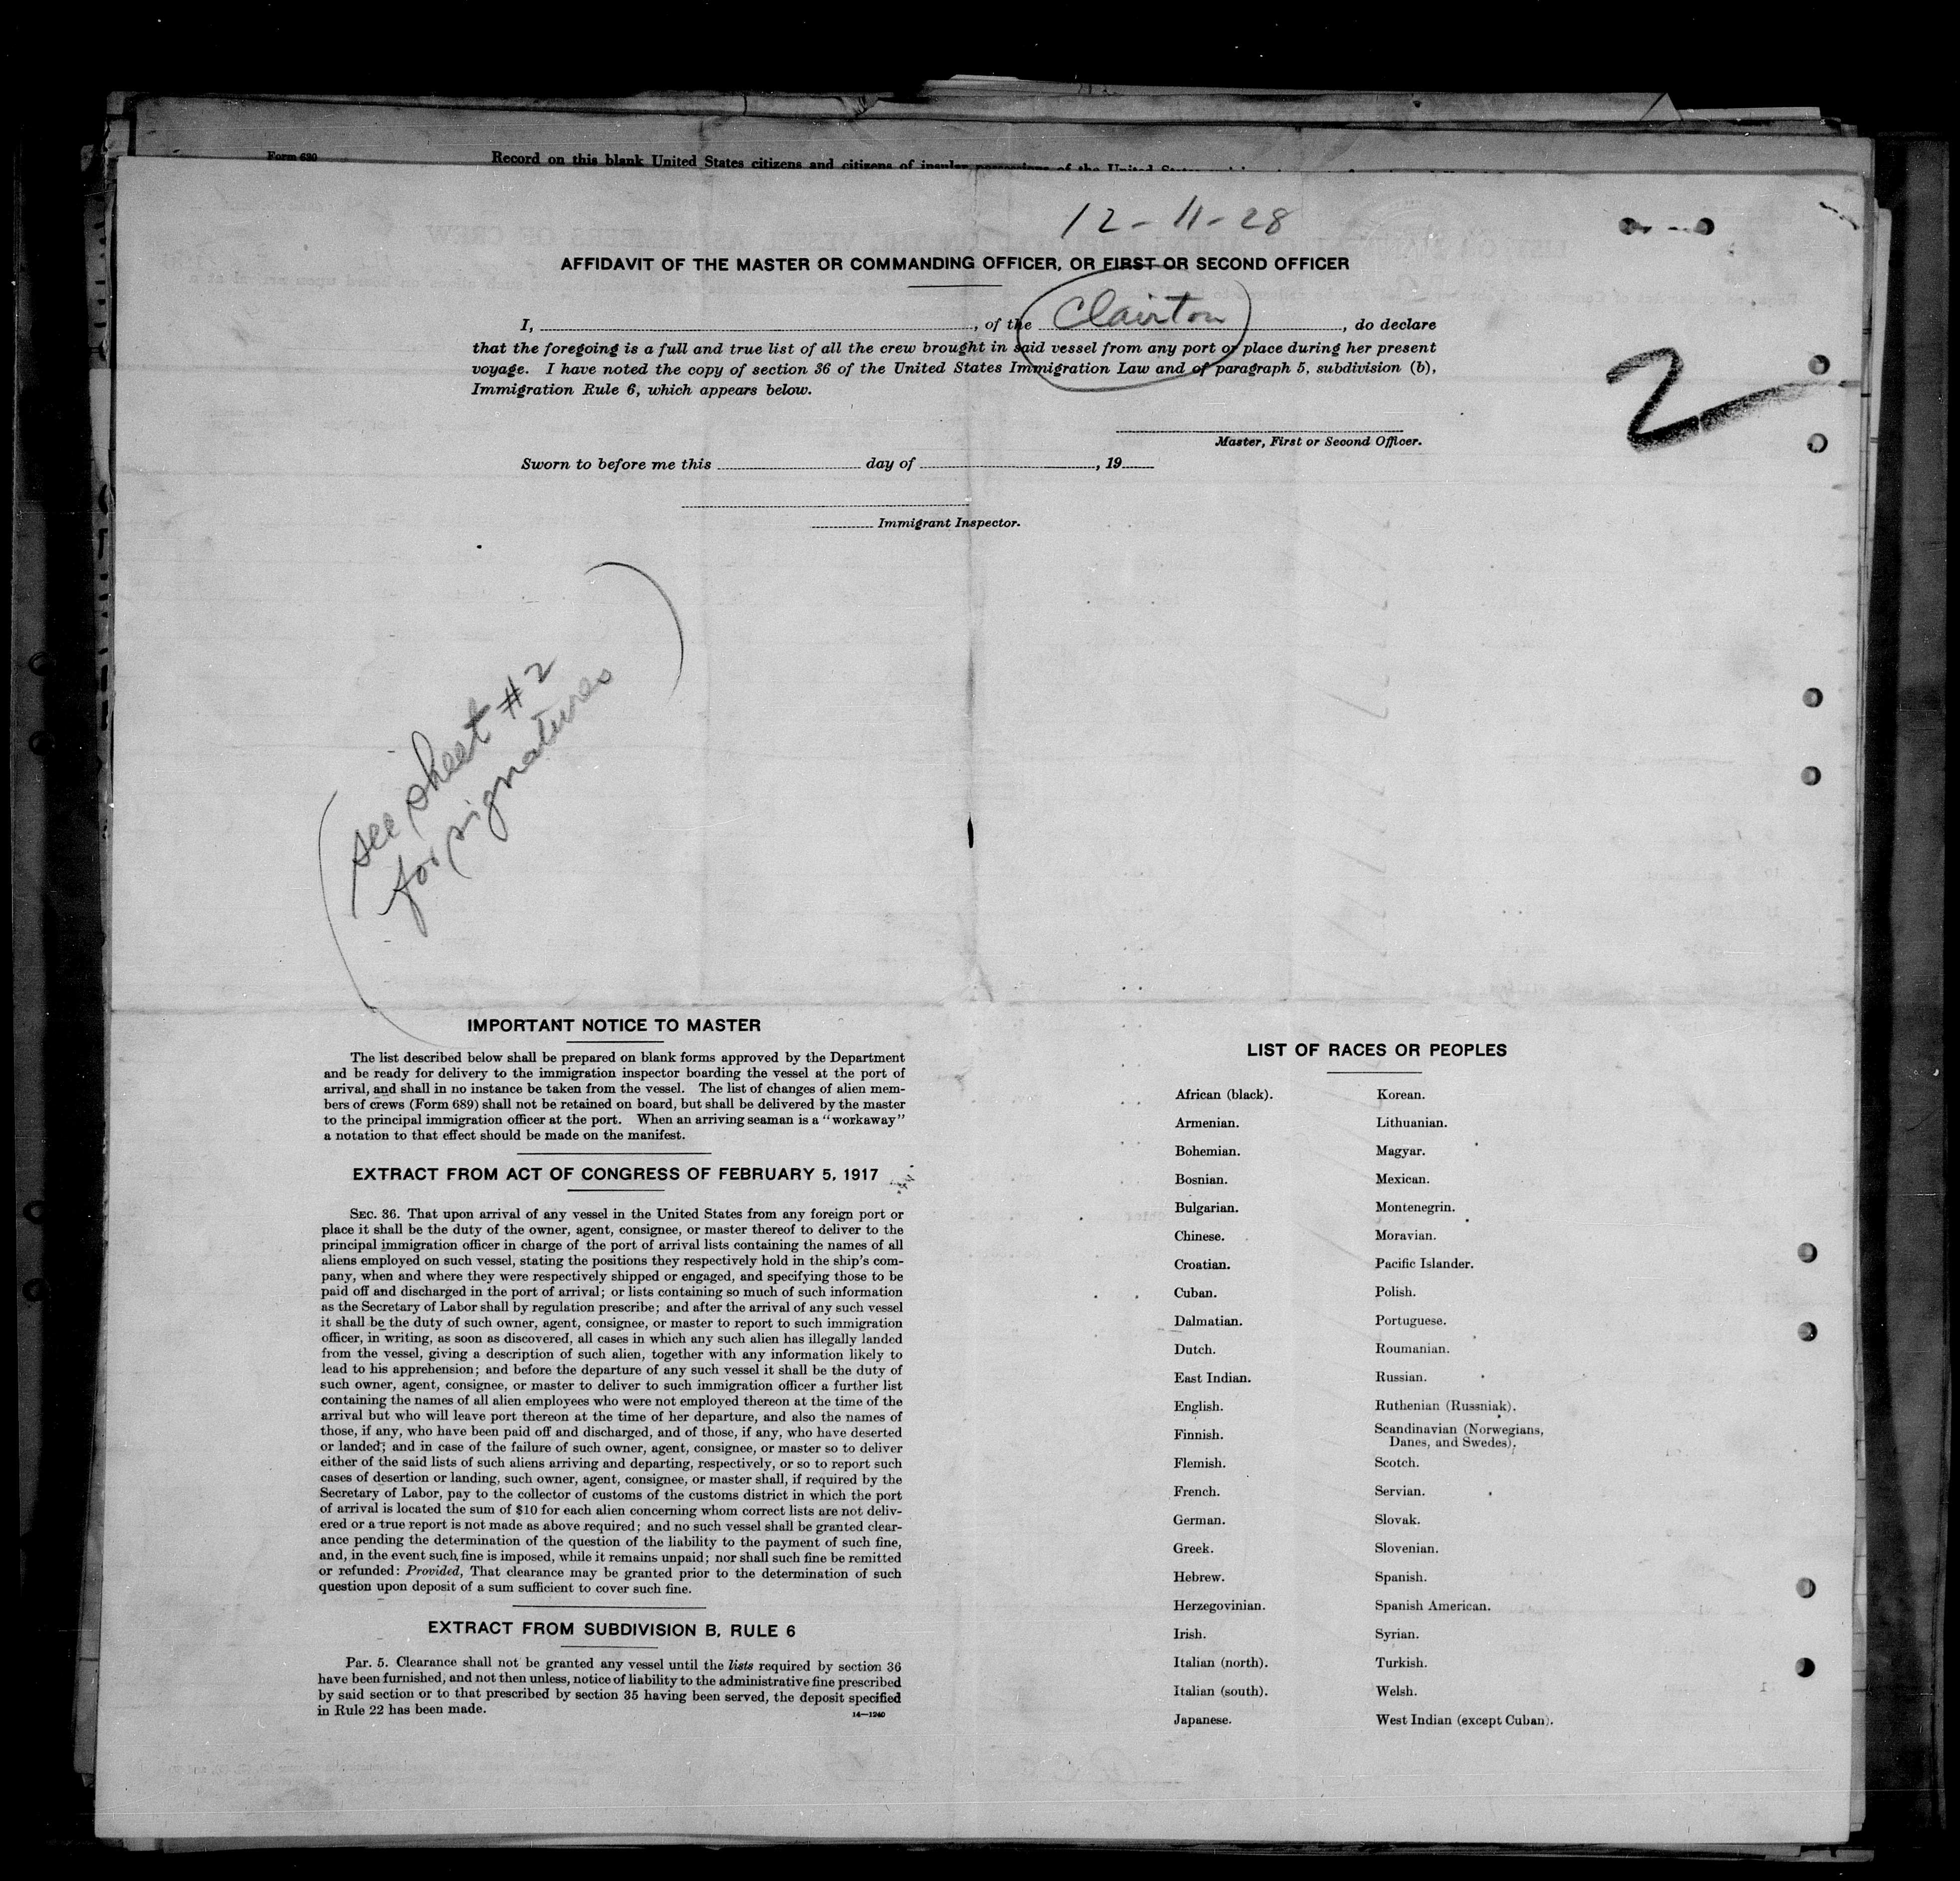 Form 630
Record on this blank United States citizens and citizens of insular possessions of the United States
12-11-28
AFFIDAVIT OF THE MASTER OR COMMANDING OFFICER, OR FIRST OR SECOND OFFICER
I, , of the Clairton , do declare
that the foregoing is a full and true list of all the crew brought in said vessel from any port or place during her present
voyage. I have noted the copy of section 36 of the United States Immigration Law and of paragraph 5, subdivision (b),
Immigration Rule 6, which appears below.
2
Master, First or Second Officer.
Sworn to before me this day of , 19
Immigrant Inspector.
see sheet #2
for signatures
IMPORTANT NOTICE TO MASTER
The list described below shall be prepared on blank forms approved by the Department
and be ready for delivery to the immigration inspector boarding the vessel at the port of
arrival, and shall in no instance be taken from the vessel. The list of changes of alien mem-
bers of crews (Form 689) shall not be retained on board, but shall be delivered by the master
to the principal immigration officer at the port. When an arriving seaman is a "workaway"
a notation to that effect should be made on the manifest.
EXTRACT FROM ACT OF CONGRESS OF FEBRUARY 5, 1917
SEC. 36. That upon arrival of any vessel in the United States from any foreign port or
place it shall be the duty of the owner, agent, consignee, or master thereof to deliver to the
principal immigration officer in charge of the port of arrival lists containing the names of all
aliens employed on such vessel, stating the positions they respectively hold in the ship's com-
pany, when and where they were respectively shipped or engaged, and specifying those to be
paid off and discharged in the port of arrival; or lists containing so much of such information
as the Secretary of Labor shall by regulation prescribe; and after the arrival of any such vessel
it shall be the duty of such owner, agent, consignee, or master to report to such immigration
officer, in writing, as soon as discovered, all cases in which any such alien has illegally landed
from the vessel, giving a description of such alien, together with any information likely to
lead to his apprehension; and before the departure of any such vessel it shall be the duty of
such owner, agent, consignee, or master to deliver to such immigration officer a further list
containing the names of all alien employees who were not employed thereon at the time of the
arrival but who will leave port thereon at the time of her departure, and also the names of
those, if any, who have been paid off and discharged, and of those, if any, who have deserted
or landed; and in case of the failure of such owner, agent, consignee, or master so to deliver
either of the said lists of such aliens arriving and departing, respectively, or so to report such
cases of desertion or landing, such owner, agent, consignee, or master shall, if required by the
Secretary of Labor, pay to the collector of customs of the customs district in which the port
of arrival is located the sum of $10 for each alien concerning whom correct lists are not deliv-
ered or a true report is not made as above required; and no such vessel shall be granted clear-
ance pending the determination of the question of the liability to the payment of such fine,
and, in the event such fine is imposed, while it remains unpaid; nor shall such fine be remitted
or refunded: Provided, That clearance may be granted prior to the determination of such
question upon deposit of a sum sufficient to cover such fine.
EXTRACT FROM SUBDIVISION B, RULE 6
Par. 5. Clearance shall not be granted any vessel until the lists required by section 36
have been furnished, and not then unless, notice of liability to the administrative fine prescribed
by said section or to that prescribed by section 35 having been served, the deposit specified
in Rule 22 has been made.
14—1240
LIST OF RACES OR PEOPLES
African (black).
Armenian.
Bohemian.
Bosnian.
Bulgarian.
Chinese.
Croatian.
Cuban.
Dalmatian.
Dutch.
East Indian.
English.
Finnish.
Flemish.
French.
German.
Greek.
Hebrew.
Herzegovinian.
Irish.
Italian (north).
Italian (south).
Japanese.
Korean.
Lithuanian.
Magyar.
Mexican.
Montenegrin.
Moravian.
Pacific Islander.
Polish.
Portuguese.
Roumanian.
Russian.
Ruthenian (Russniak).
Scandinavian (Norwegians,
Danes, and Swedes).
Scotch.
Servian.
Slovak.
Slovenian.
Spanish.
Spanish American.
Syrian.
Turkish.
Welsh.
West Indian (except Cuban).